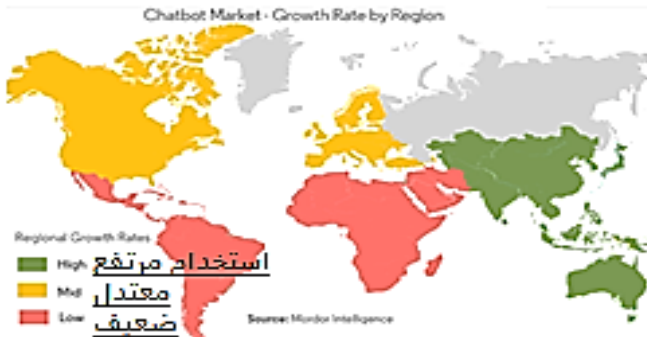 Chatbot Market - Growth Rate by Region
Regional Growth Rates
High استخدام مرتفع
Mid معتدل
Low ضعيف
Source: Mordor Intelligence